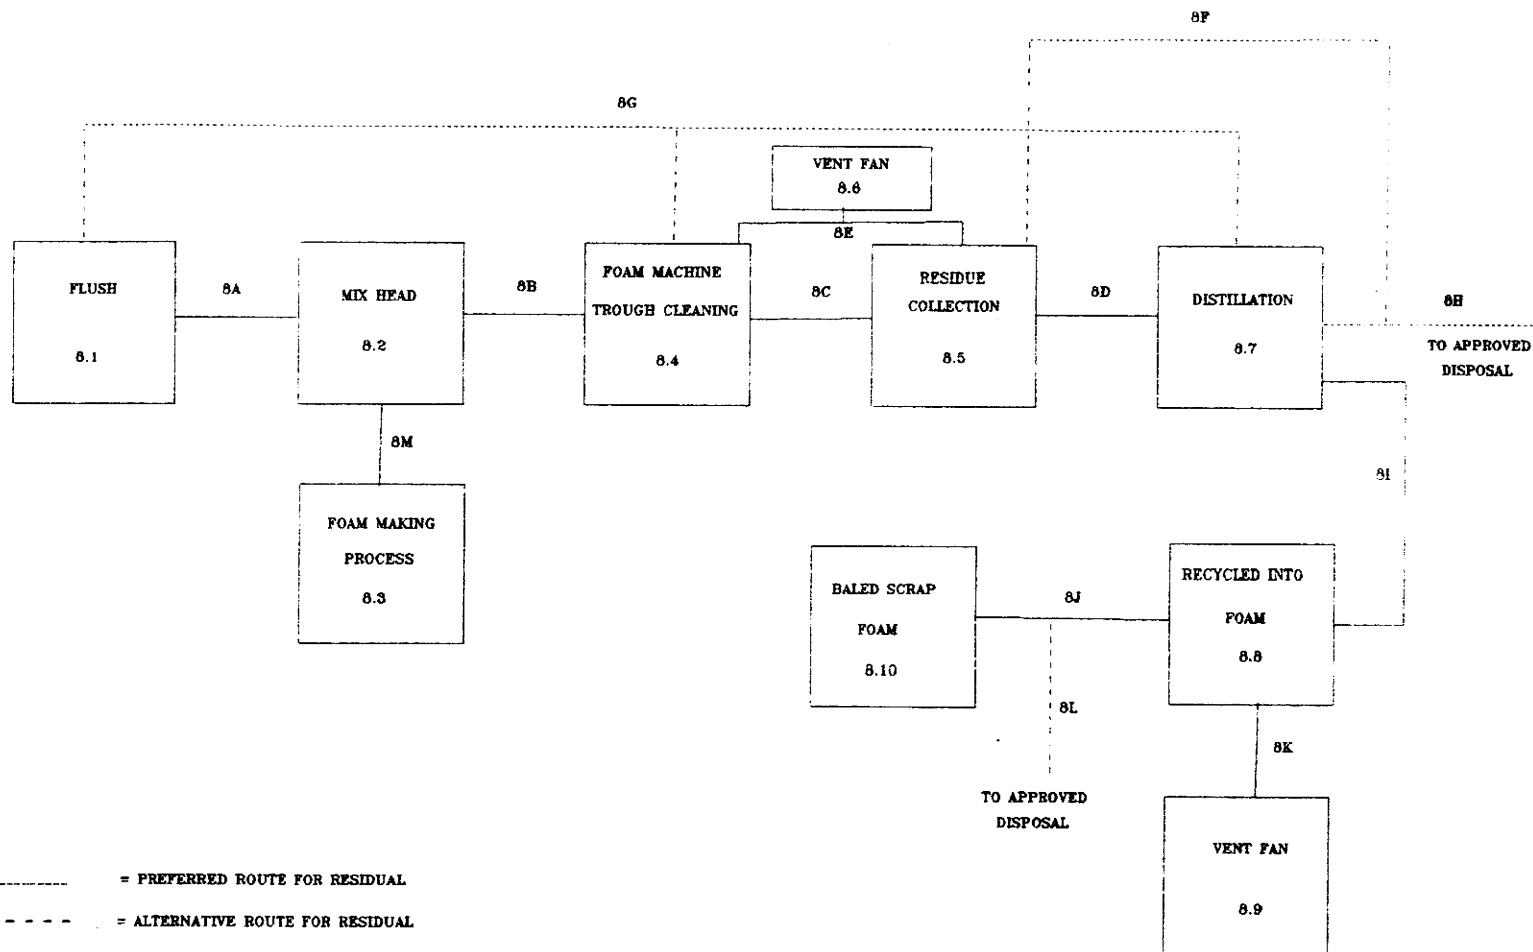 8F
8G
VENT FAN
8.6
8E
FLUSH
8.1
8A
MIX HEAD
8.2
8B
FOAM MACHINE
TROUGH CLEANING
8.4
8C
RESIDUE
COLLECTION
8.5
8D
DISTILLATION
8.7
8H
TO APPROVED
DISPOSAL
8M
8I
FOAM MAKING
PROCESS
8.3
BALED SCRAP
FOAM
8.10
8J
RECYCLED INTO
FOAM
8.8
8L
8K
TO APPROVED
DISPOSAL
VENT FAN
8.9
= PREFERRED ROUTE FOR RESIDUAL
= ALTERNATIVE ROUTE FOR RESIDUAL